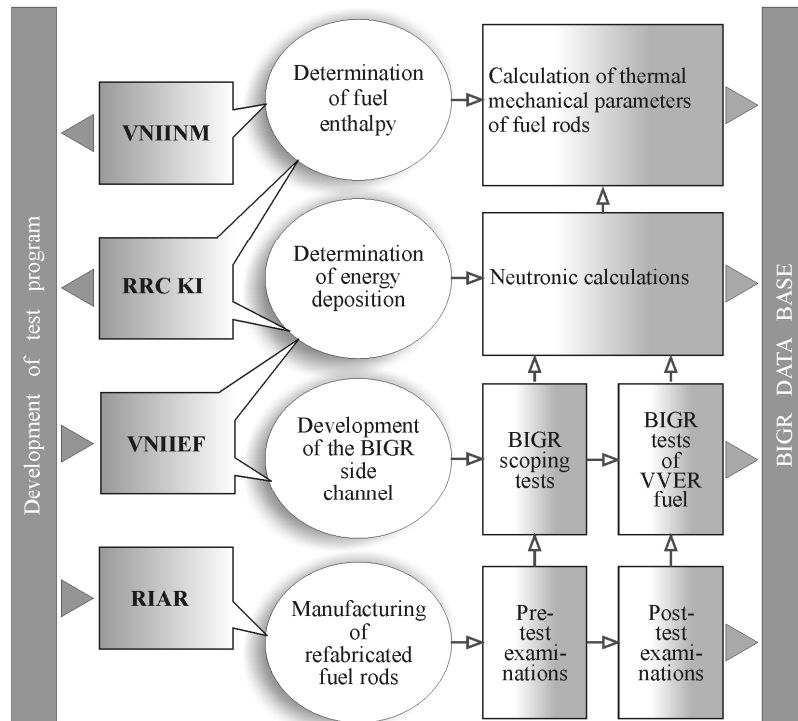 Development of test program
VNIINM
RRC KI
VNIIEF
RIAR
Determination
of fuel
enthalpy
Determination
of energy
deposition
Development
of the BIGR
side
channel
Manufacturing
of
refabricated
fuel rods
Calculation of thermal
mechanical parameters
of fuel rods
Neutronic calculations
BIGR
scoping
tests
BIGR
tests
of
VVER
fuel
Pre-
test
exami-
nations
Post-
test
exami-
nations
BIGR DATA BASE